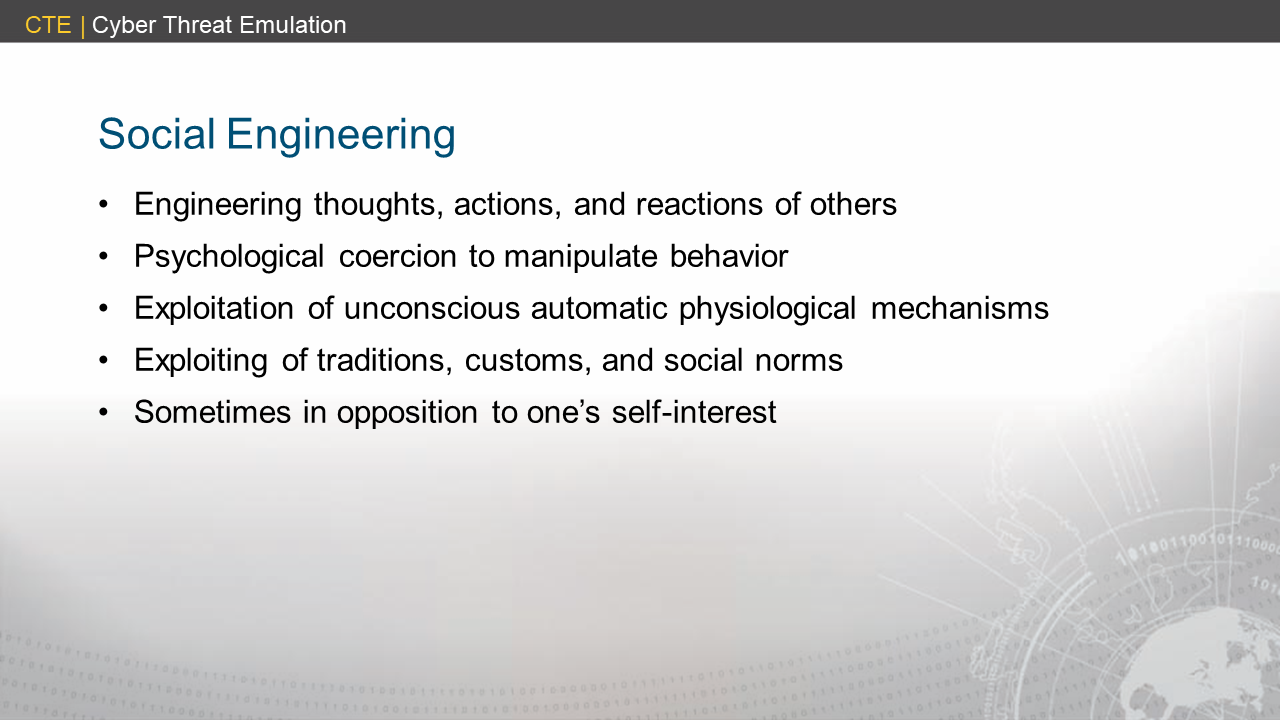 CTE | Cyber Threat Emulation
Social Engineering
• Engineering thoughts, actions, and reactions of others
• Psychological coercion to manipulate behavior
• Exploitation of unconscious automatic physiological mechanisms
• Exploiting of traditions, customs, and social norms
• Sometimes in opposition to one’s self-interest